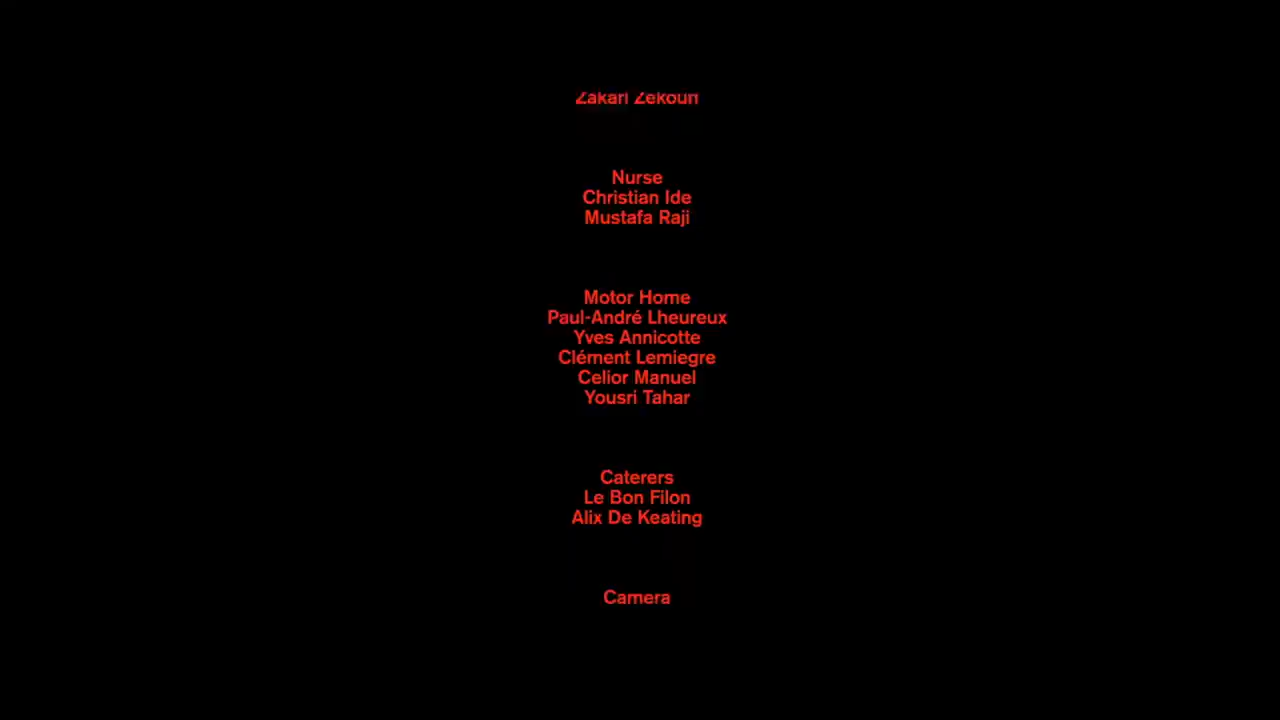 Zakari Zekouri
Nurse
Christian Ide
Mustafa Raji
Motor Home
Paul-André Lheureux
Yves Annicotte
Clément Lemiegre
Celior Manuel
Yousri Tahar
Caterers
Le Bon Filon
Alix De Keating
Camera